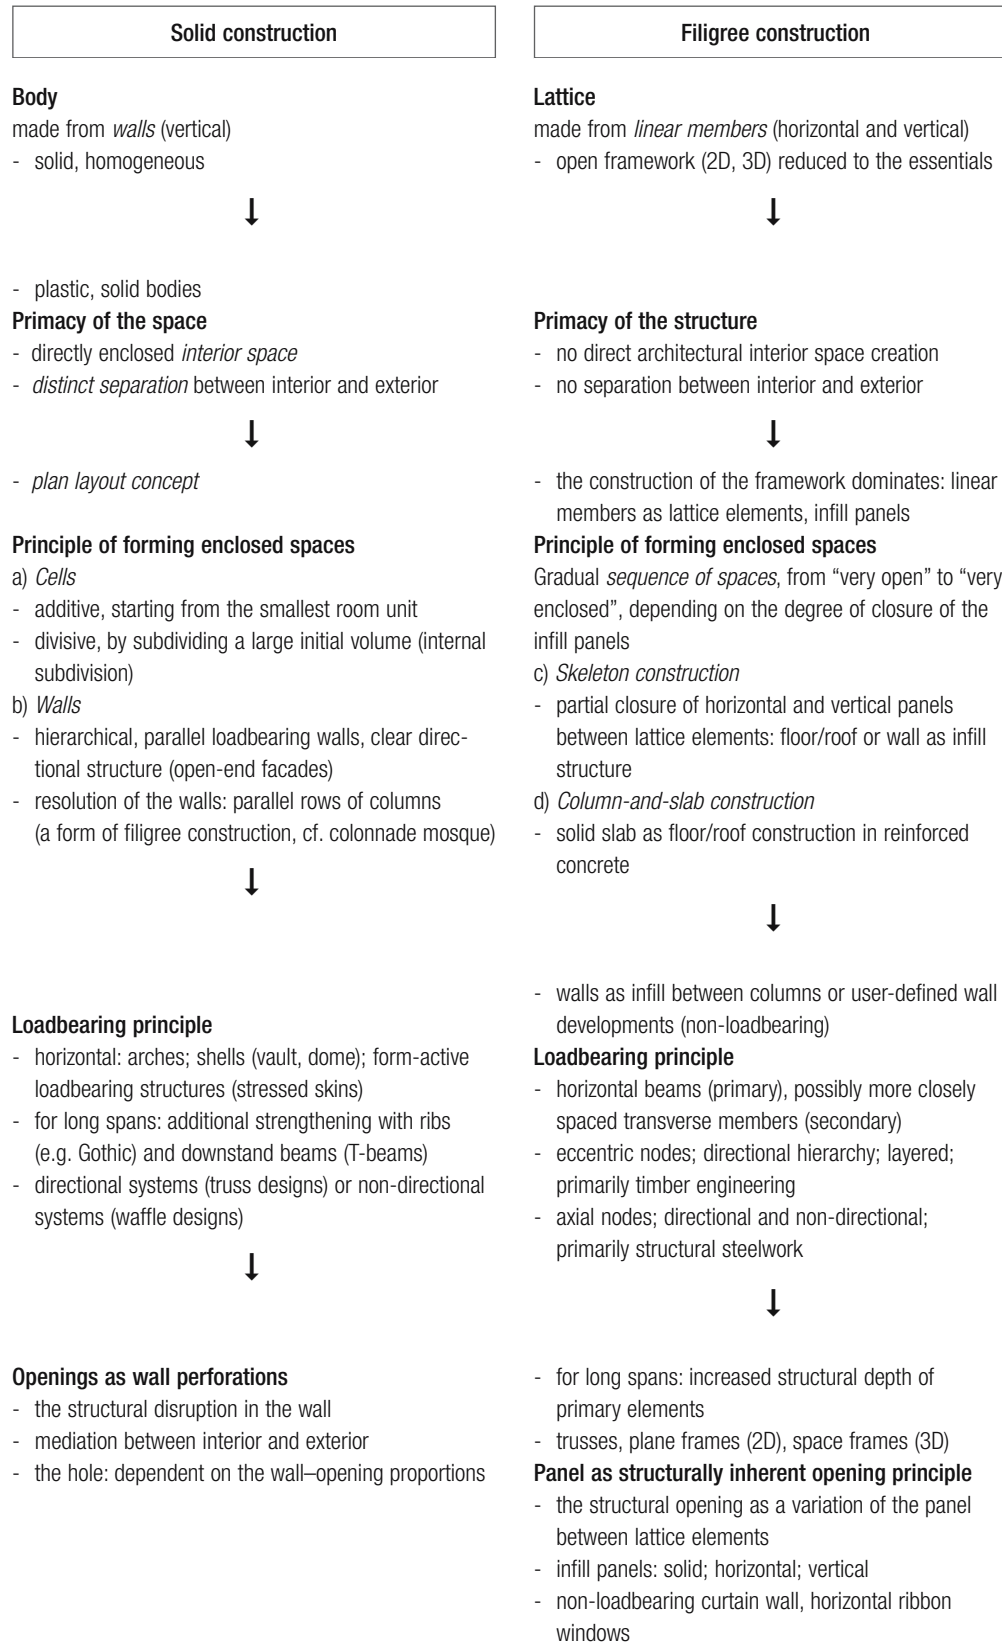 Solid construction
Body
made from walls (vertical)
- solid, homogeneous
- plastic, solid bodies
Primacy of the space
- directly enclosed interior space
- distinct separation between interior and exterior
- plan layout concept
Principle of forming enclosed spaces
a) Cells
- additive, starting from the smallest room unit
- divisive, by subdividing a large initial volume (internal
subdivision)
b) Walls
- hierarchical, parallel loadbearing walls, clear direc-
tional structure (open-end facades)
- resolution of the walls: parallel rows of columns
(a form of filigree construction, cf. colonnade mosque)
Loadbearing principle
- horizontal: arches; shells (vault, dome); form-active
loadbearing structures (stressed skins)
- for long spans: additional strengthening with ribs
(e.g. Gothic) and downstand beams (T-beams)
- directional systems (truss designs) or non-directional
systems (waffle designs)
Openings as wall perforations
- the structural disruption in the wall
- mediation between interior and exterior
- the hole: dependent on the wall–opening proportions
Filigree construction
Lattice
made from linear members (horizontal and vertical)
- open framework (2D, 3D) reduced to the essentials
Primacy of the structure
- no direct architectural interior space creation
- no separation between interior and exterior
- the construction of the framework dominates: linear
members as lattice elements, infill panels
Principle of forming enclosed spaces
Gradual sequence of spaces, from “very open” to “very
enclosed”, depending on the degree of closure of the
infill panels
c) Skeleton construction
- partial closure of horizontal and vertical panels
between lattice elements: floor/roof or wall as infill
structure
d) Column-and-slab construction
- solid slab as floor/roof construction in reinforced
concrete
- walls as infill between columns or user-defined wall
developments (non-loadbearing)
Loadbearing principle
- horizontal beams (primary), possibly more closely
spaced transverse members (secondary)
- eccentric nodes; directional hierarchy; layered;
primarily timber engineering
- axial nodes; directional and non-directional;
primarily structural steelwork
- for long spans: increased structural depth of
primary elements
- trusses, plane frames (2D), space frames (3D)
Panel as structurally inherent opening principle
- the structural opening as a variation of the panel
between lattice elements
- infill panels: solid; horizontal; vertical
- non-loadbearing curtain wall, horizontal ribbon
windows